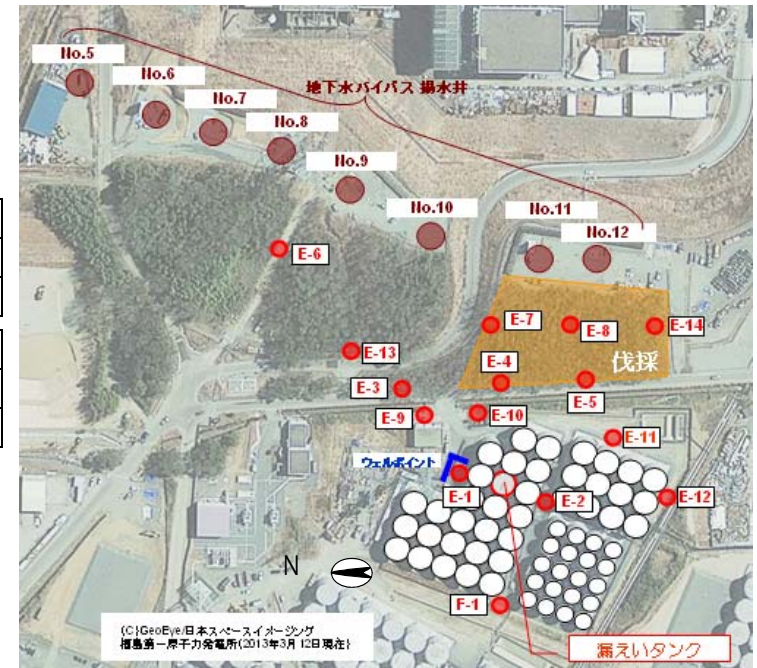 No.5
No.6
No.7
No.8
地下水バイパス 揚水井
No.9
No.10
No.11
No.12
E-6
E-7
E-8
E-14
伐採
E-13
E-4
E-3
E-5
E-9
E-10
E-11
ウェルポイント
E-1
E-2
E-12
N
F-1
(C)GeoEye/日本スペースイメージング
福島第一原子力発電所(2013年3月12日現在)
漏えいタンク